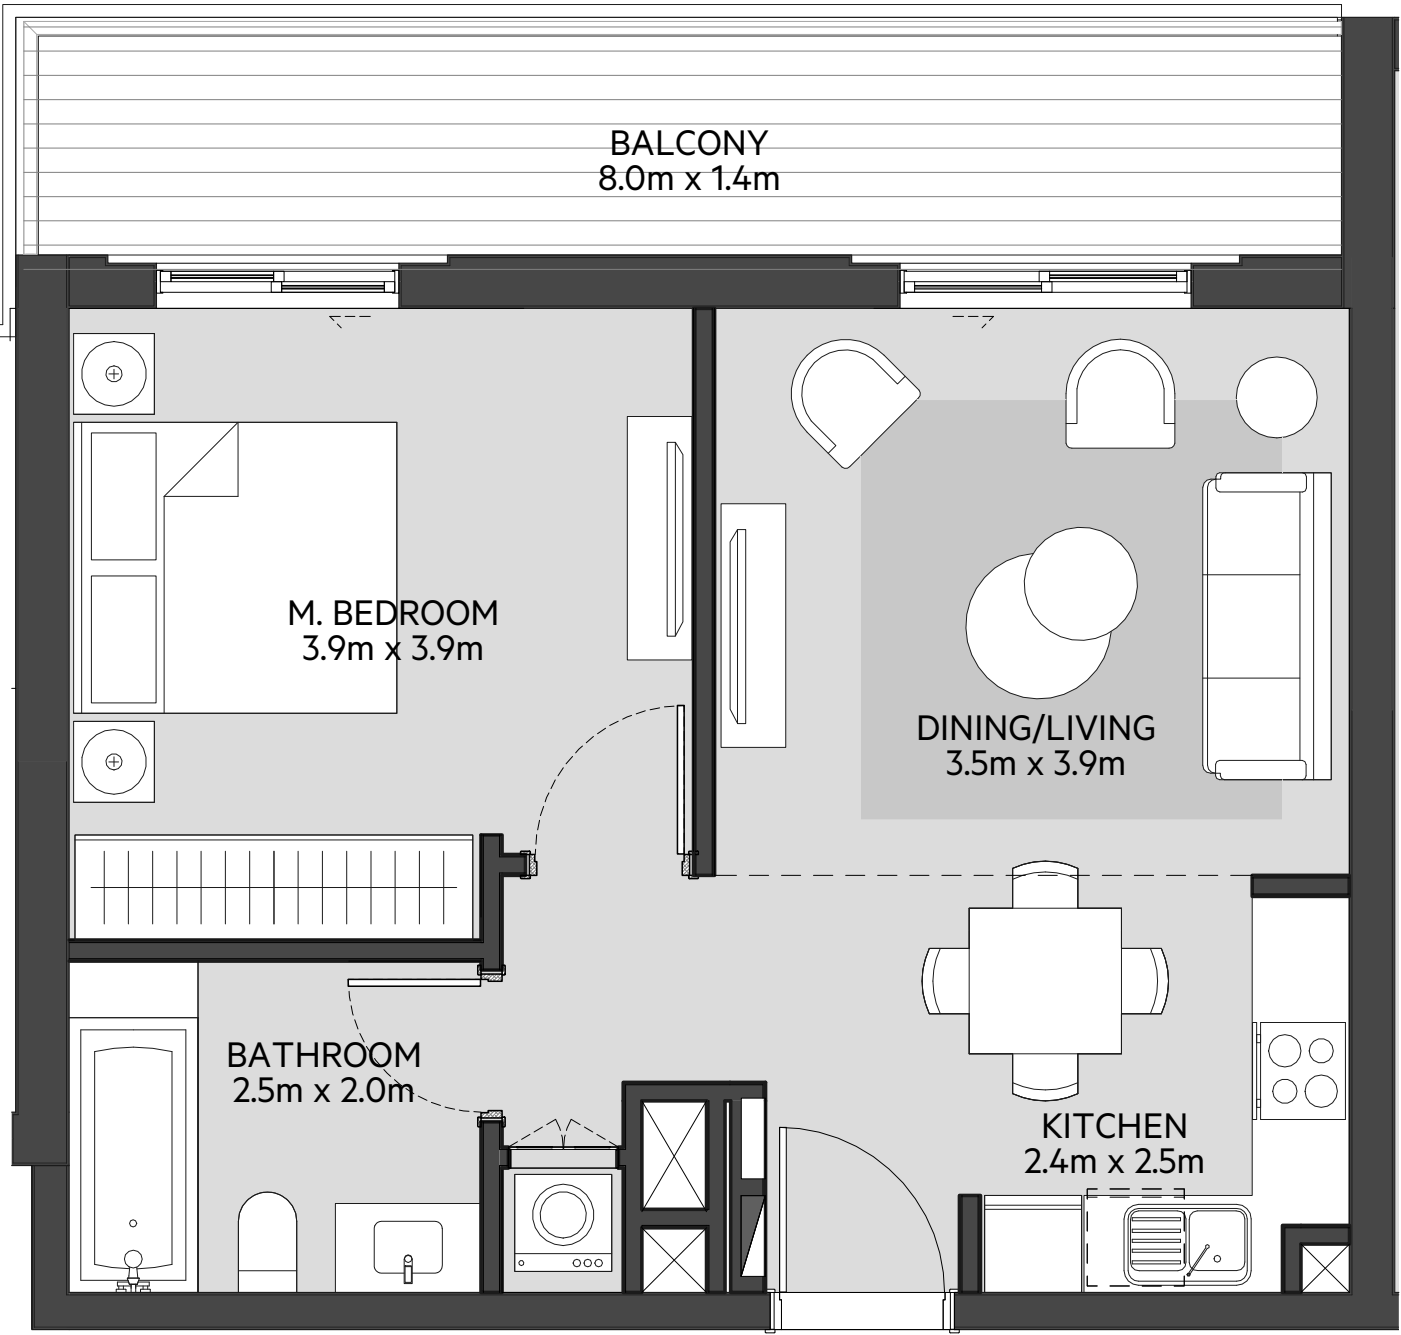 BALCONY
8.0m x 1.4m
M. BEDROOM
3.9m x 3.9m
DINING/LIVING
3.5m x 3.9m
BATHROOM
2.5m x 2.0m
KITCHEN
2.4m x 2.5m